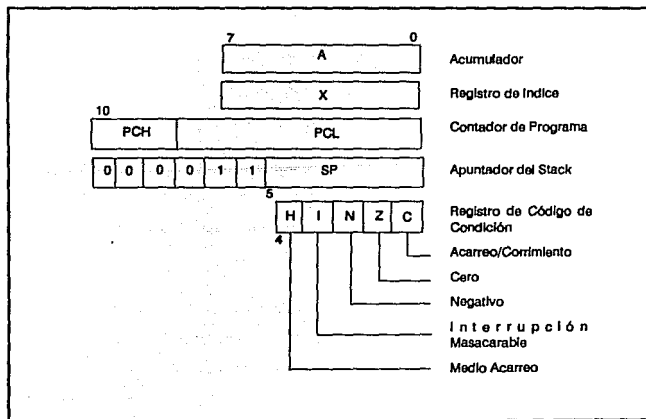 7 0
A Acumulador
X Registro de Indice
10
PCH PCL Contador de Programa
0 0 0 0 1 1 SP Apuntador del Stack
5
H I N Z C Registro de Código de
4 Condición
Acarreo/Corrimiento
Cero
Negativo
Interrupción
Masacarable
Medio Acarreo